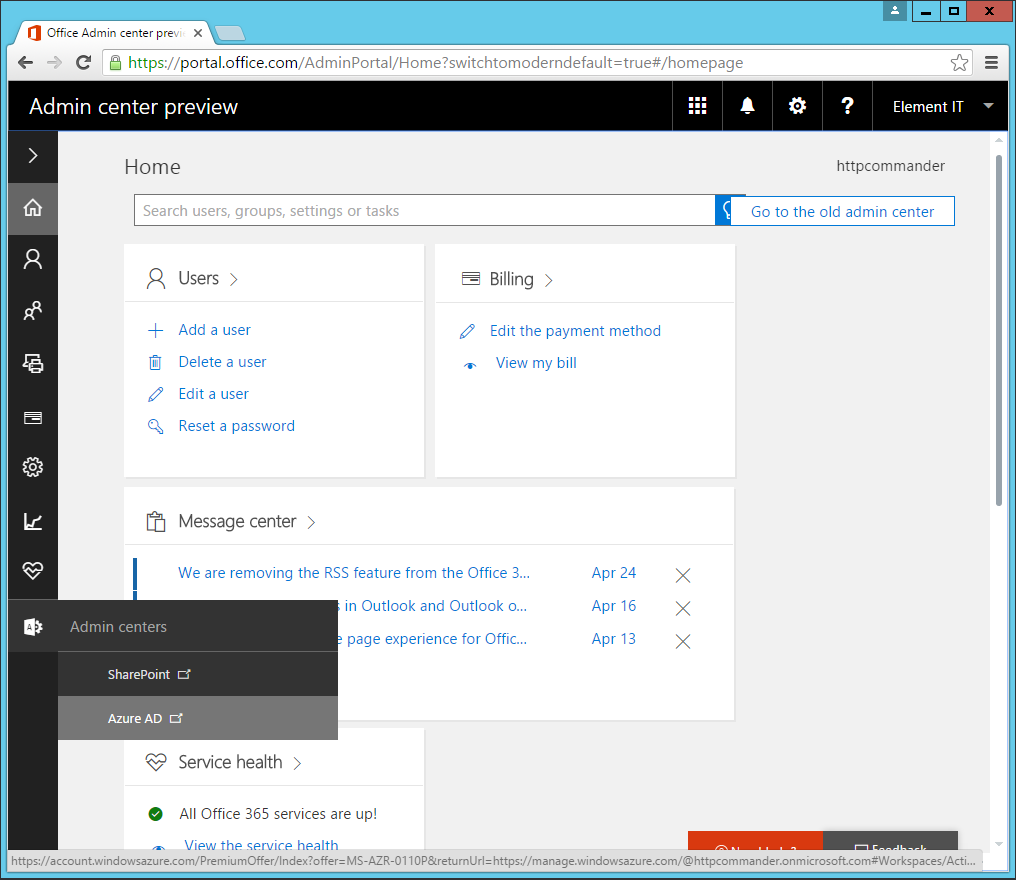 Office Admin center previ
https://portal.office.com/AdminPortal/Home?switchtomoderndefault=true#/homepage
Admin center preview
?
Element IT
Home
httpcommander
Search users, groups, settings or tasks
Go to the old admin center
Users
Billing
Add a user
Edit the payment method
Delete a user
View my bill
Edit a user
Reset a password
Message center
We are removing the RSS feature from the Office 3... Apr 24
s in Outlook and Outlook o... Apr 16
Admin centers
e page experience for Offic... Apr 13
SharePoint
Azure AD
Service health
All Office 365 services are up!
View the service health
Need Help?
Feedback
https://account.windowsazure.com/PremiumOffer/Index?offer=MS-AZR-0110P&returnUrl=https://manage.windowsazure.com/@httpcommander.onmicrosoft.com#Workspaces/Acti...